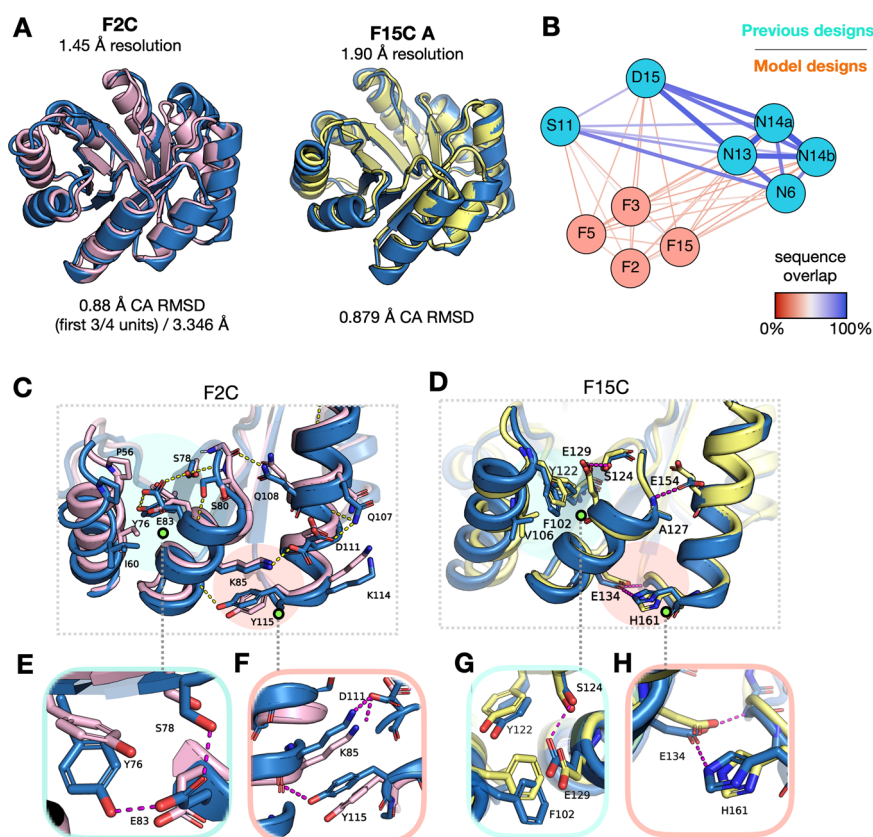 A
F2C
1.45 Å resolution
F15C A
1.90 Å resolution
0.88 Å CA RMSD
(first 3/4 units) / 3.346 Å
0.879 Å CA RMSD
B
Previous designs
Model designs
D15
S11
N14a
N13
N14b
N6
F3
F5
F15
F2
sequence
overlap
0%
100%
C
F2C
P56
S78
Q108
S80
Y76
E83
Q107
I60
D111
K85
K114
Y115
D
F15C
E129
Y122
S124
E154
F102
V106
A127
E134
H161
E
S78
Y76
E83
F
D111
K85
Y115
G
S124
Y122
E129
F102
H
E134
H161